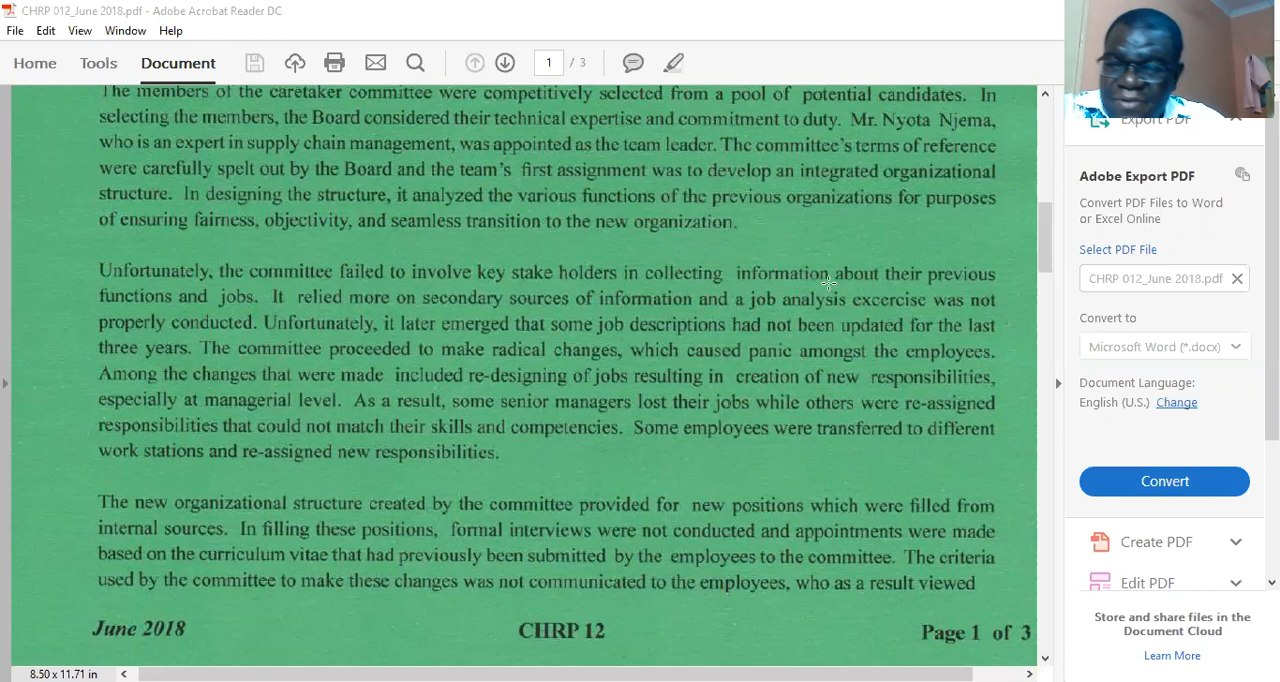 CHRP 012_June 2018.pdf - Adobe Acrobat Reader DC
File Edit View Window Help
Home Tools Document 1 / 3
The members of the caretaker committee were competitively selected from a pool of potential candidates. In
selecting the members, the Board considered their technical expertise and commitment to duty. Mr. Nyota Njema,
who is an expert in supply chain management, was appointed as the team leader. The committee's terms of reference
were carefully spelt out by the Board and the team's first assignment was to develop an integrated organizational
structure. In designing the structure, it analyzed the various functions of the previous organizations for purposes
of ensuring fairness, objectivity, and seamless transition to the new organization.
Unfortunately, the committee failed to involve key stake holders in collecting information about their previous
functions and jobs. It relied more on secondary sources of information and a job analysis excercise was not
properly conducted. Unfortunately, it later emerged that some job descriptions had not been updated for the last
three years. The committee proceeded to make radical changes, which caused panic amongst the employees.
Among the changes that were made included re-designing of jobs resulting in creation of new responsibilities,
especially at managerial level. As a result, some senior managers lost their jobs while others were re-assigned
responsibilities that could not match their skills and competencies. Some employees were transferred to different
work stations and re-assigned new responsibilities.
The new organizational structure created by the committee provided for new positions which were filled from
internal sources. In filling these positions, formal interviews were not conducted and appointments were made
based on the curriculum vitae that had previously been submitted by the employees to the committee. The criteria
used by the committee to make these changes was not communicated to the employees, who as a result viewed
June 2018 CHRP 12 Page 1 of 3
8.50 x 11.71 in
Export PDF
Adobe Export PDF
Convert PDF Files to Word
or Excel Online
Select PDF File
CHRP 012_June 2018.pdf
Convert to
Microsoft Word (*.docx)
Document Language:
English (U.S.) Change
Convert
Create PDF
Edit PDF
Store and share files in the
Document Cloud
Learn More